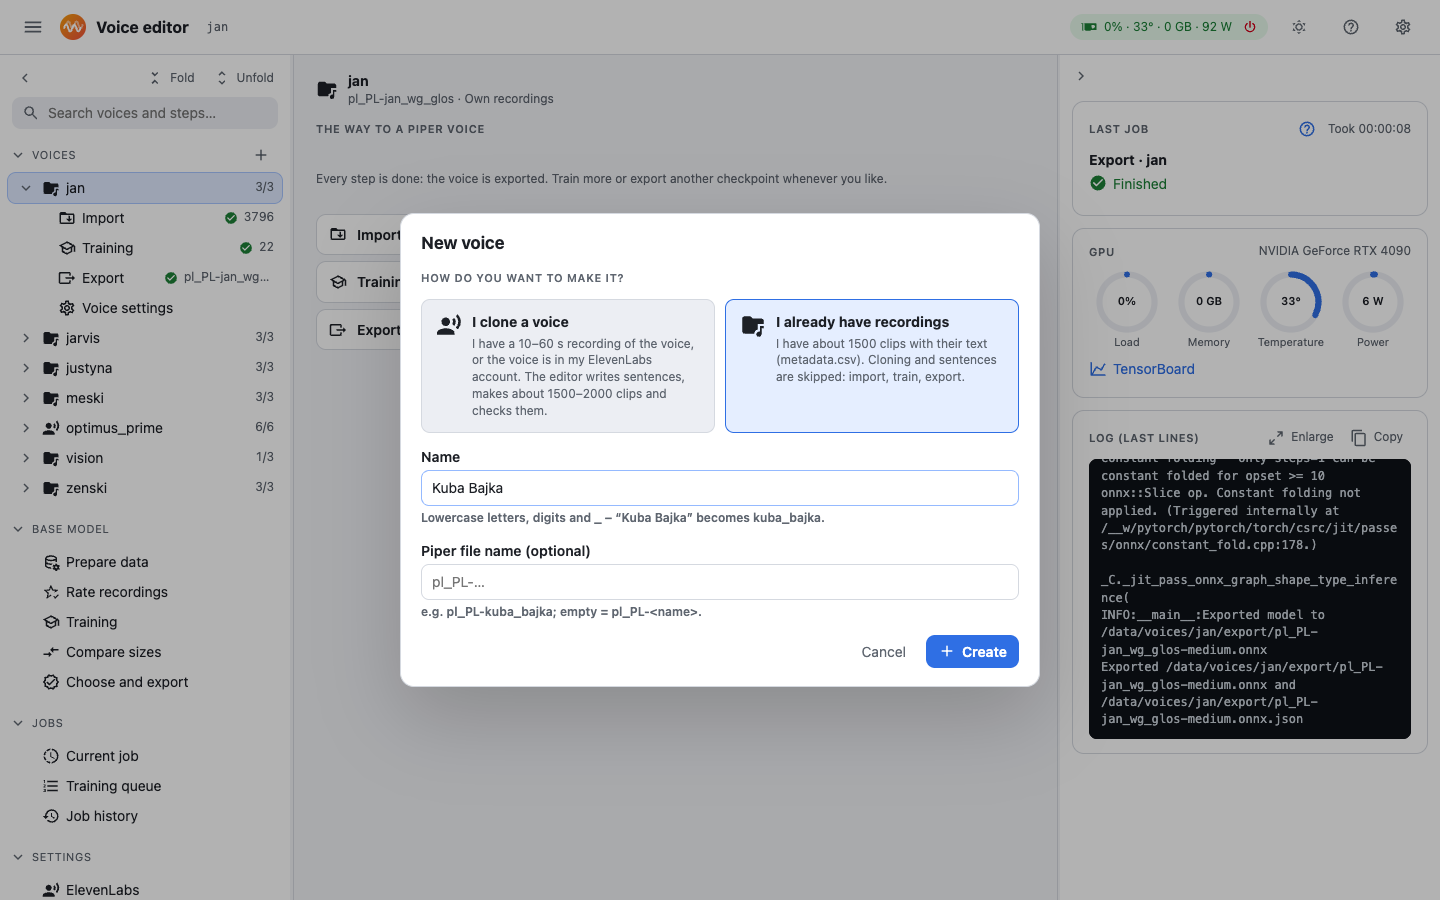 Voice editor
jan
0% · 33° · 0 GB · 92 W
Fold
Unfold
Search voices and steps...
VOICES
jan
3/3
Import
3796
Training
22
Export
pl_PL-jan_wg...
Voice settings
jarvis
3/3
justyna
3/3
meski
3/3
optimus_prime
6/6
vision
1/3
zenski
3/3
BASE MODEL
Prepare data
Rate recordings
Training
Compare sizes
Choose and export
JOBS
Current job
Training queue
Job history
SETTINGS
ElevenLabs
jan
pl_PL-jan_wg_glos · Own recordings
THE WAY TO A PIPER VOICE
Every step is done: the voice is exported. Train more or export another checkpoint whenever you like.
Import
Trainin
Export
New voice
HOW DO YOU WANT TO MAKE IT?
I clone a voice
I have a 10–60 s recording of the voice,
or the voice is in my ElevenLabs
account. The editor writes sentences,
makes about 1500–2000 clips and
checks them.
I already have recordings
I have about 1500 clips with their text
(metadata.csv). Cloning and sentences
are skipped: import, train, export.
Name
Kuba Bajka
Lowercase letters, digits and _ – “Kuba Bajka” becomes kuba_bajka.
Piper file name (optional)
pl_PL-...
e.g. pl_PL-kuba_bajka; empty = pl_PL-<name>.
Cancel
Create
LAST JOB
Took 00:00:08
Export · jan
Finished
GPU
NVIDIA GeForce RTX 4090
0%
0 GB
33°
6 W
Load
Memory
Temperature
Power
TensorBoard
LOG (LAST LINES)
Enlarge
Copy
constant folded for opset >= 10
onnx::Slice op. Constant folding not
applied. (Triggered internally at
/__w/pytorch/pytorch/torch/csrc/jit/passe
s/onnx/constant_fold.cpp:178.)
_C._jit_pass_onnx_graph_shape_type_infere
nce(
INFO:__main__:Exported model to
/data/voices/jan/export/pl_PL-
jan_wg_glos-medium.onnx
Exported /data/voices/jan/export/pl_PL-
jan_wg_glos-medium.onnx and
/data/voices/jan/export/pl_PL-
jan_wg_glos-medium.onnx.json